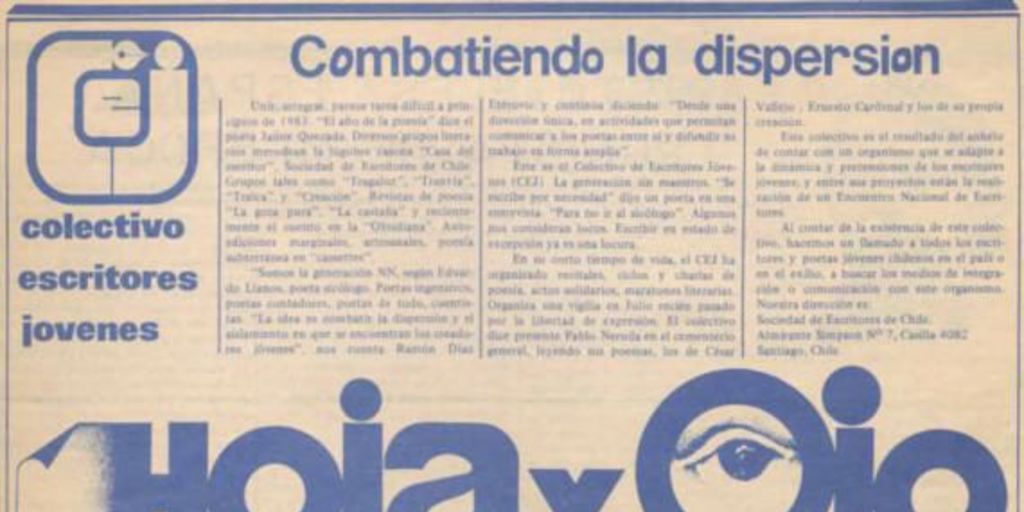 Combatiendo la dispersion
colectivo
escritores
jovenes
Unir, integrar, parece tarea difícil a prin-
cipios de 1983. "El año de la poesía" dice el
poeta Jaime Quezada. Diversos grupos litera-
rios merodean la lúgubre casona "Casa del
escritor", Sociedad de Escritores de Chile.
Grupos tales como
"Traica" y "Creación". Revistas de poesía
"La gota pura", "La castaña" y reciente-
mente el cuento en la "Obsidiana". Auto-
ediciones marginales, artesanales, poesía
subterránea en "cassettes".
"Somos la generación NN, según Eduar-
do Llanos, poeta sicólogo. Poetas ingenieros,
poetas contadores, poetas de todo, cuentis-
tas. "La idea es combatir la dispersión y el
aislamiento en que se encuentran los creado-
res jóvenes", nos cuenta Ramón Díaz
Eterovic y continúa diciendo: "Desde una
dirección única, en actividades que permitan
comunicar a los poetas entre sí y difundir su
trabajo en forma amplia".
Este es el Colectivo de Escritores Jóve-
nes (CEJ). La generación sin maestros. "Se
escribe por necesidad" dijo un poeta en una
entrevista. "Para no ir al sicólogo". Algunos
nos consideran locos. Escribir en estado de
excepción ya es una locura.
En su corto tiempo de vida, el CEJ ha
organizado recitales, ciclos y charlas de
poesía, actos solidarios, maratones literarias.
Organiza una vigilia en Julio recién pasado
por la libertad de expresión. El colectivo
dice presente Pablo Neruda en el cementerio
general, leyendo sus poemas, los de César
Vallejo, Ernesto Cardenal y los de su propia
creación.
Este colectivo es el resultado del anhelo
de contar con un organismo que se adapte a
la dinámica y pretensiones de los escritores
jóvenes, y entre sus proyectos están la reali-
zación de un Encuentro Nacional de Escri-
tores.
Al contar de la existencia de este colec-
tivo, hacemos un llamado a todos los escri-
tores y poetas jóvenes chilenos en el país o
en el exilio, a buscar los medios de integra-
ción o comunicación con este organismo.
Nuestra dirección es:
Sociedad de Escritores de Chile.
Almirante Simpson Nº 7, Casilla 4082
Santiago, Chile.
Hoja y Ojo